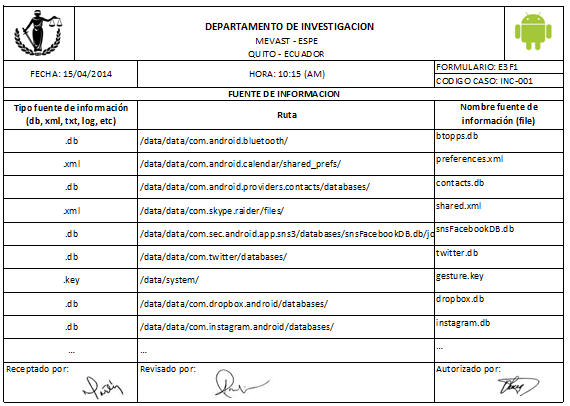 DEPARTAMENTO DE INVESTIGACION
MEVAST - ESPE
QUITO - ECUADOR
FECHA: 15/04/2014 HORA: 10:15 (AM) FORMULARIO: E3F1
CODIGO CASO: INC-001
FUENTE DE INFORMACION
Tipo fuente de información (db, xml, txt, log, etc) Ruta Nombre fuente de información (file)
.db /data/data/com.android.bluetooth/ btopps.db
.xml /data/data/com.android.calendar/shared_prefs/ preferences.xml
.db /data/data/com.android.providers.contacts/databases/ contacts.db
.xml /data/data/com.skype.raider/files/ shared.xml
.db /data/data/com.sec.android.app.sns3/databases/snsFacebookDB.db/jo snsFacebookDB.db
.db /data/data/com.twitter/databases/ twitter.db
.key /data/system/ gesture.key
.db /data/data/com.dropbox.android/databases/ dropbox.db
.db /data/data/com.instagram.android/databases/ instagram.db
... ... ...
Receptado por: Revisado por: Autorizado por: